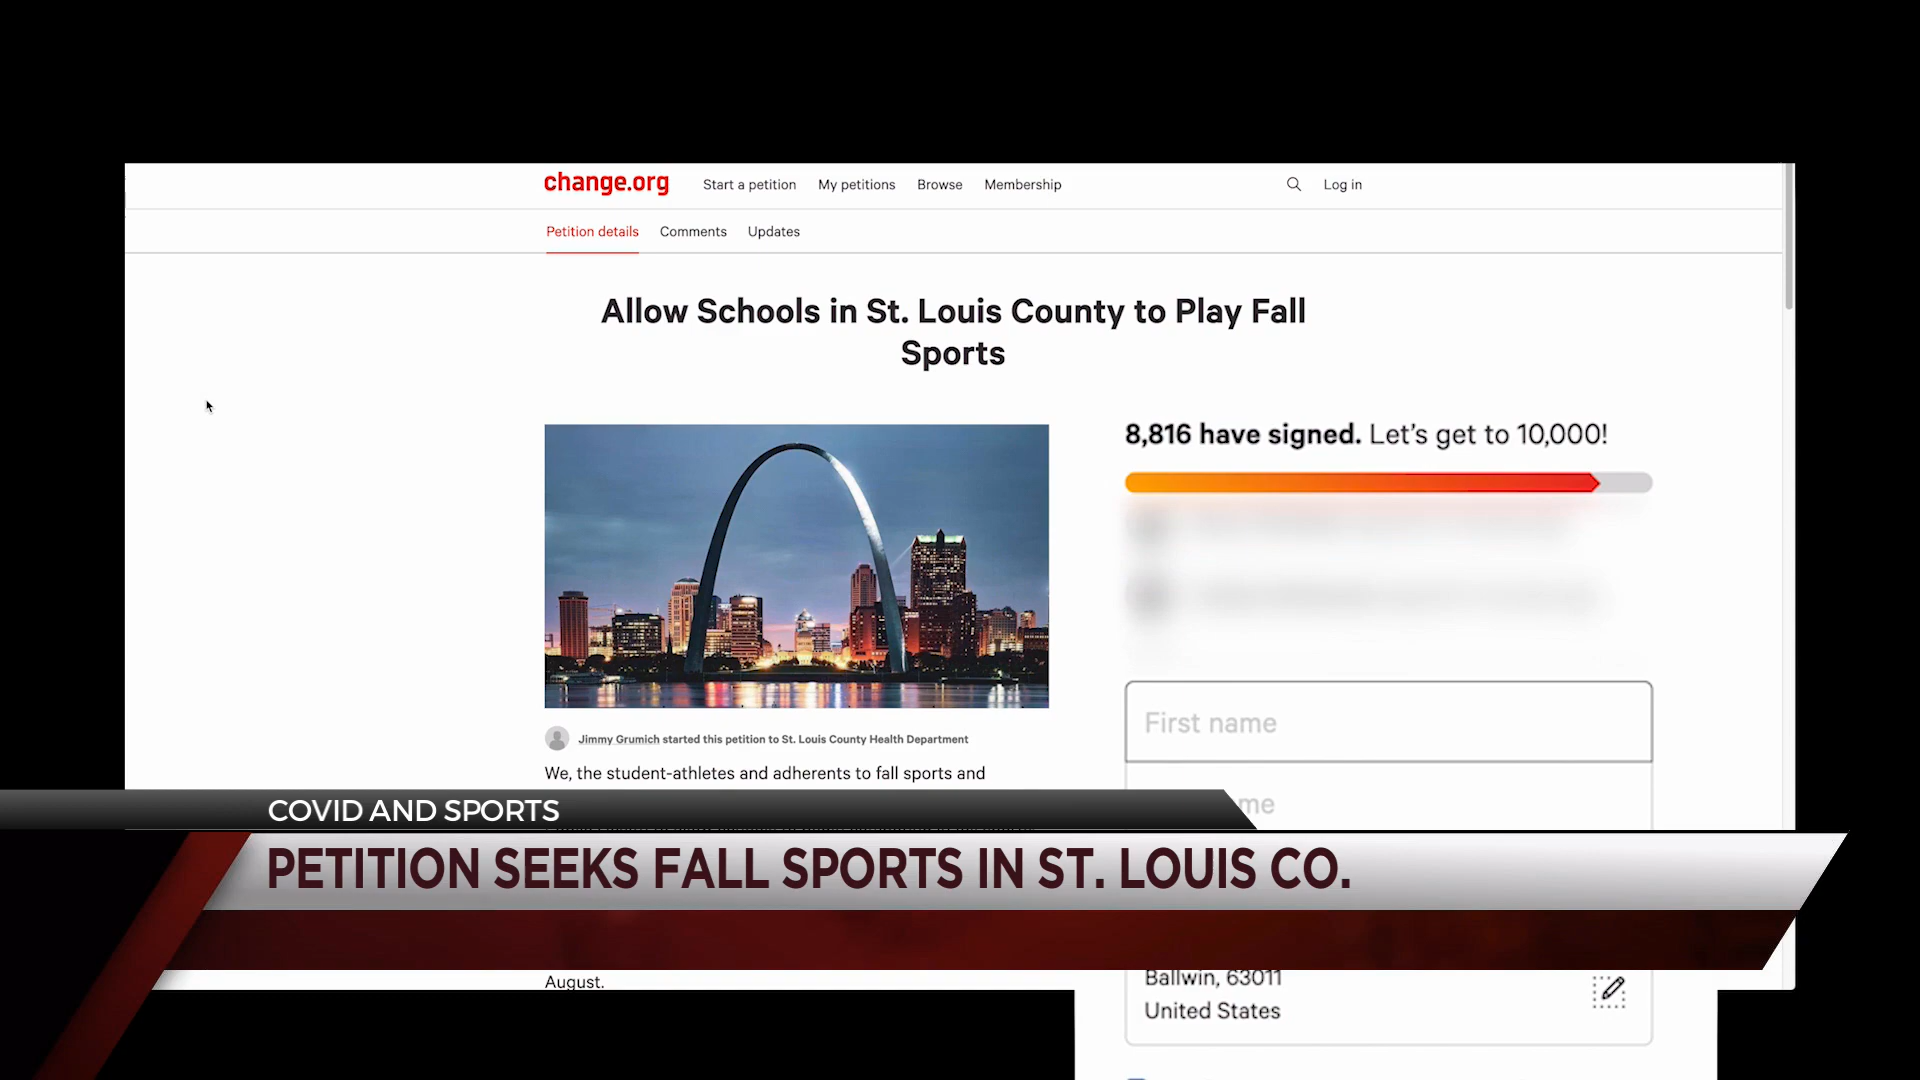 change.org Start a petition My petitions Browse Membership Log in
Petition details Comments Updates
Allow Schools in St. Louis County to Play Fall
Sports
8,816 have signed. Let's get to 10,000!
Jimmy Grumich started this petition to St. Louis County Health Department
We, the student-athletes and adherents to fall sports and
First name
me
COVID AND SPORTS
PETITION SEEKS FALL SPORTS IN ST. LOUIS CO.
August.
Ballwin, 63011
United States